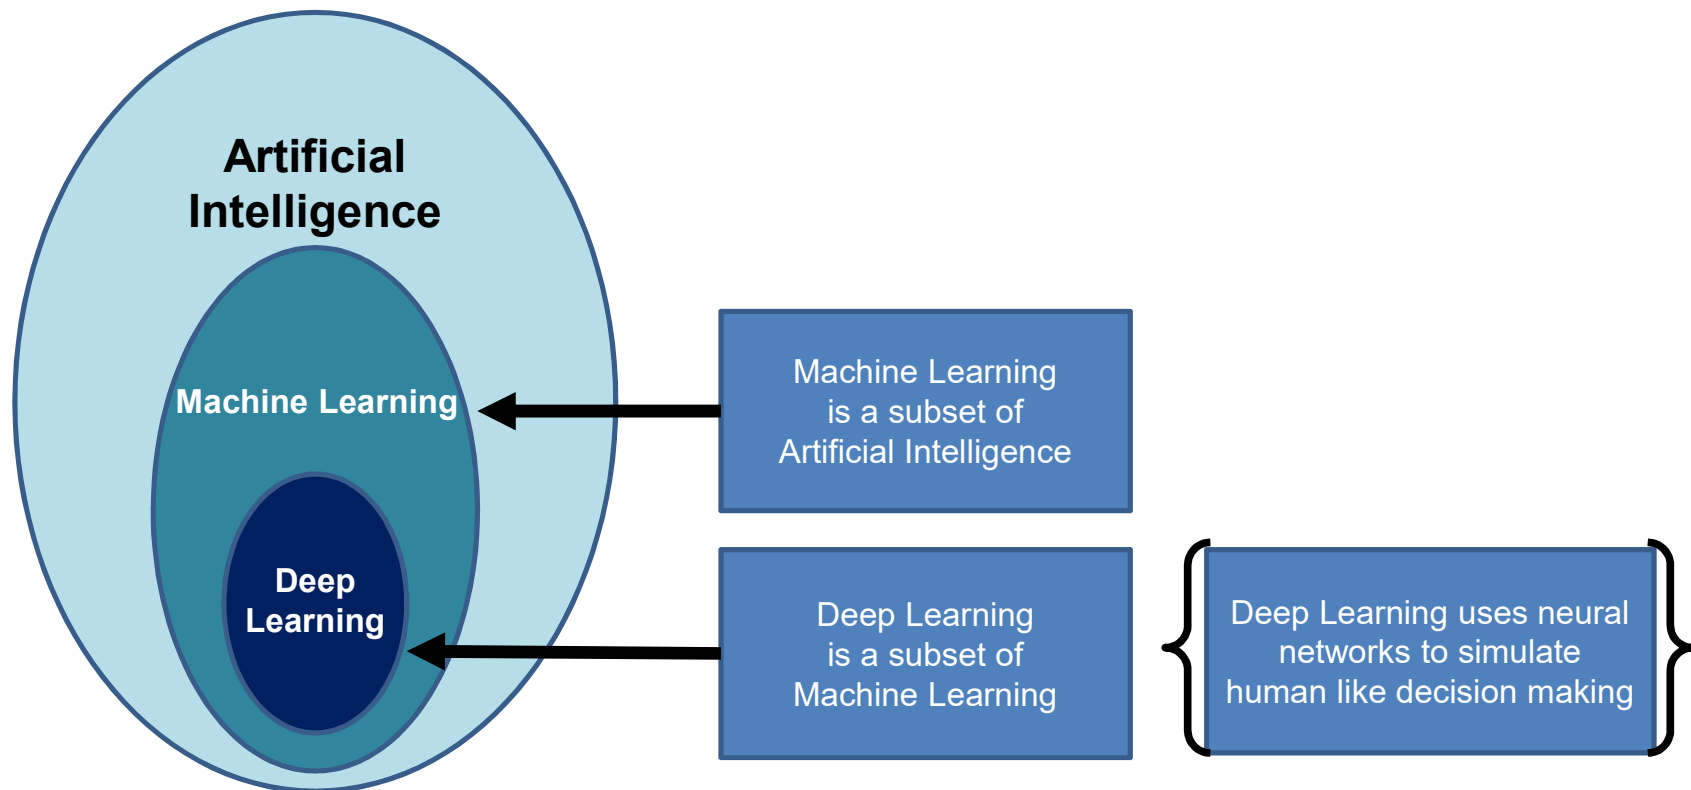 Artificial
Intelligence
Machine Learning
Deep
Learning
Machine Learning
is a subset of
Artificial Intelligence
Deep Learning
is a subset of
Machine Learning
Deep Learning uses neural
networks to simulate
human like decision making